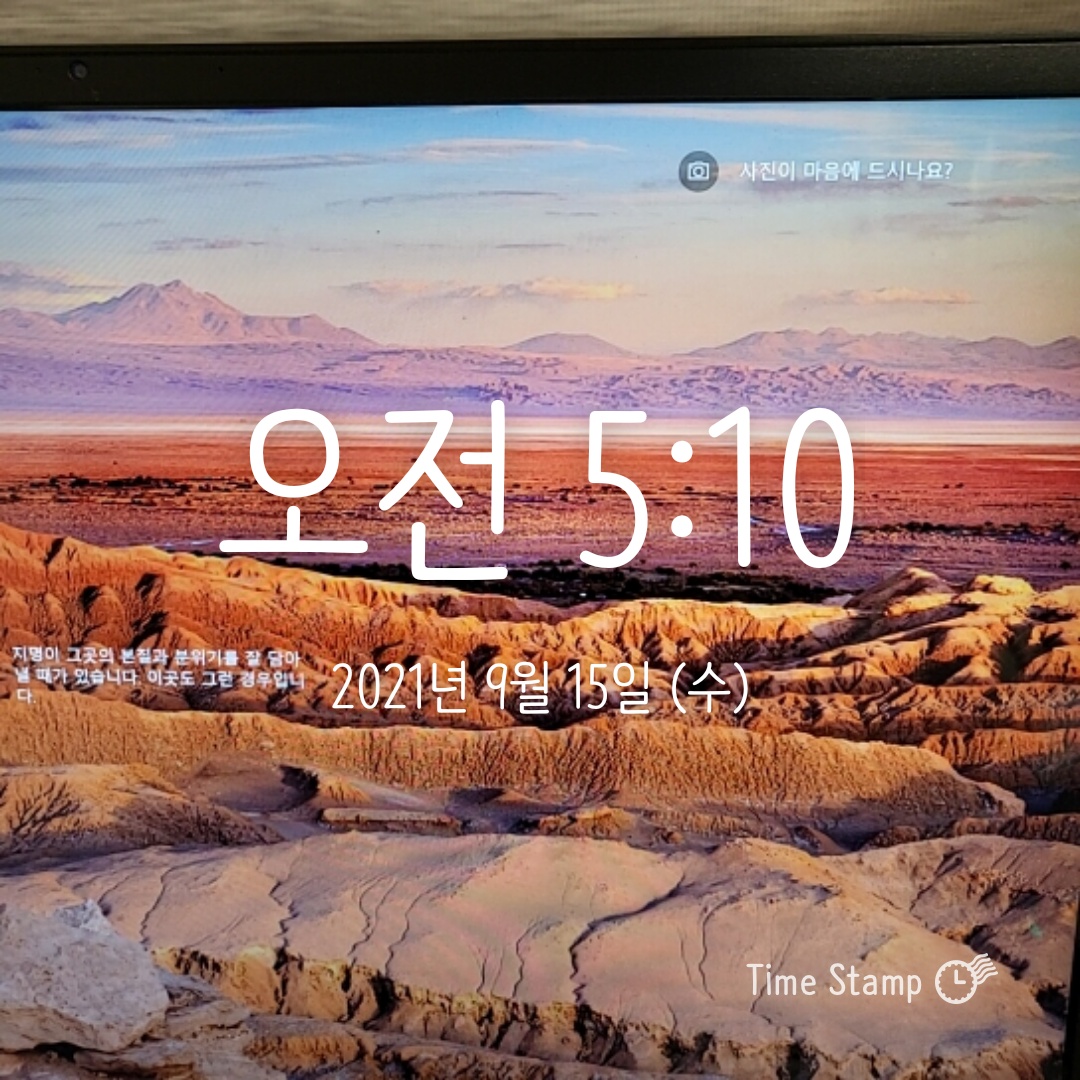 사진이 마음에 드시나요?
오전 5:10
지명이 그곳의 본질과 분위기를 잘 담아
낼 때가 있습니다. 이곳도 그런 경우입니
다.
2021년 9월 15일 (수)
Time Stamp